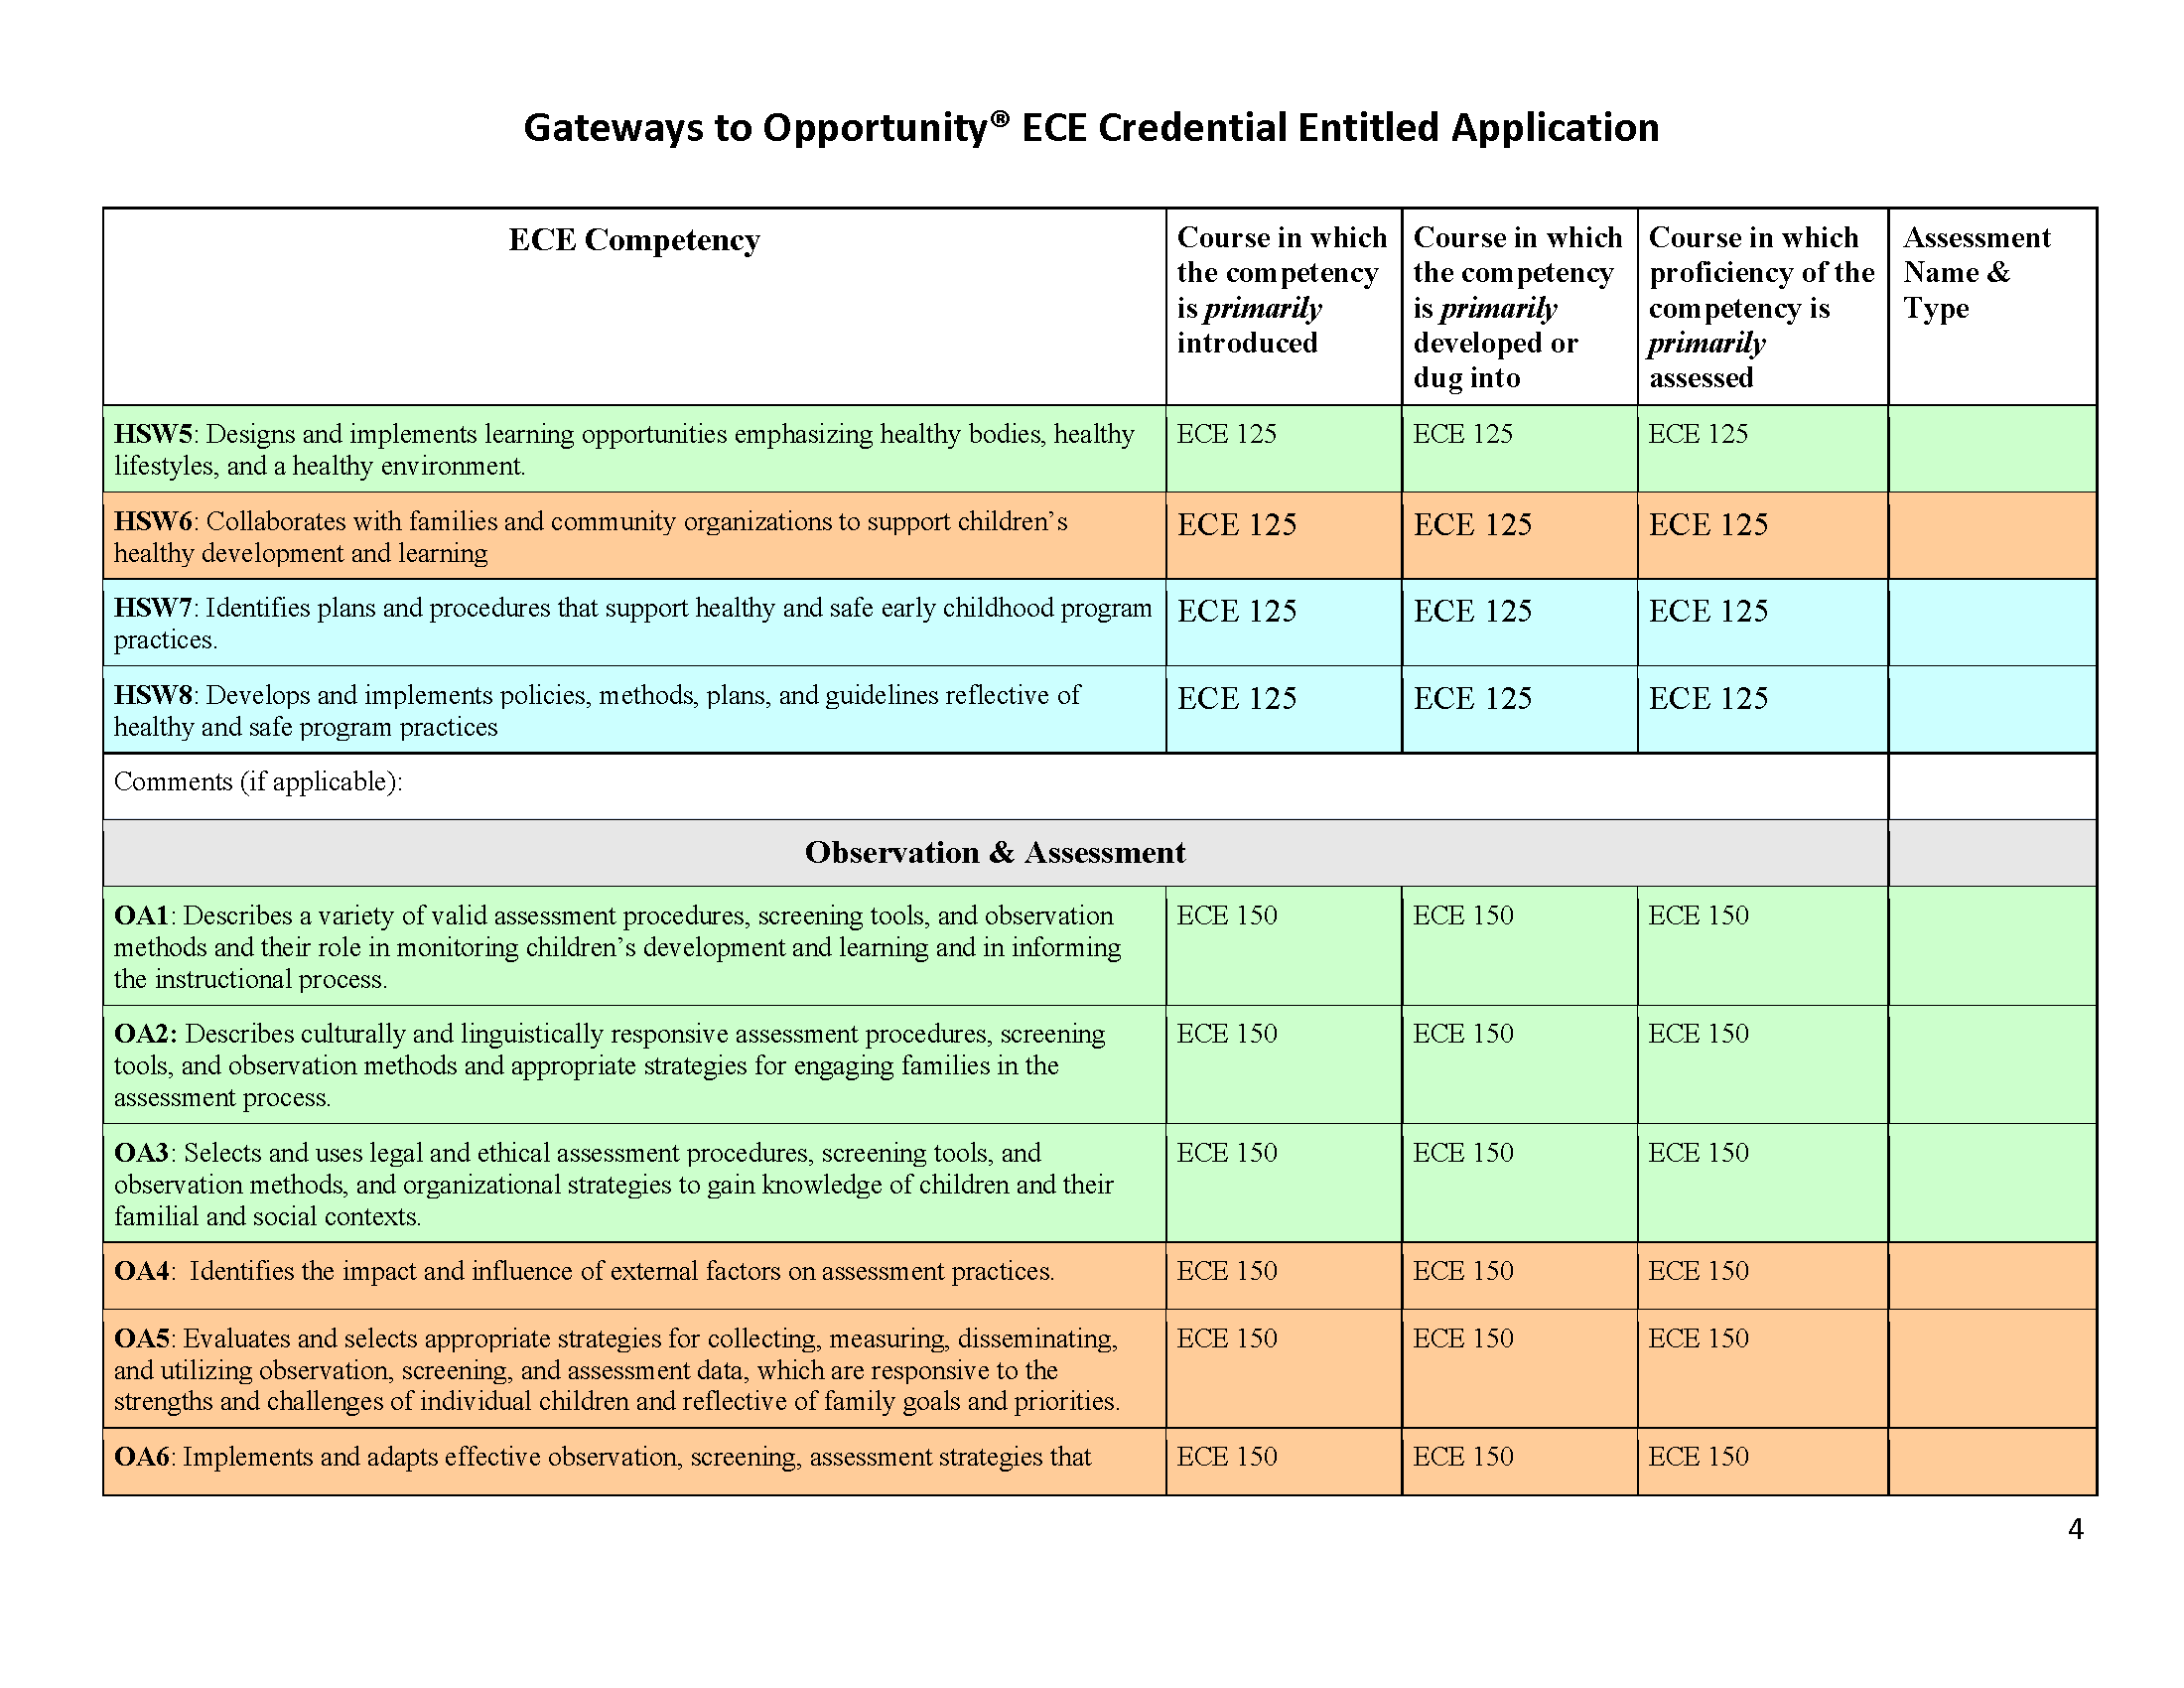 Gateways to Opportunity® ECE Credential Entitled Application
ECE Competency
Course in which
the competency
is primarily
introduced
Course in which
the competency
is primarily
developed or
dug into
Course in which
proficiency of the
competency is
primarily
assessed
Assessment
Name &
Type
HSW5: Designs and implements learning opportunities emphasizing healthy bodies, healthy
lifestyles, and a healthy environment.
ECE 125
ECE 125
ECE 125
HSW6: Collaborates with families and community organizations to support children’s
healthy development and learning
ECE 125
ECE 125
ECE 125
HSW7: Identifies plans and procedures that support healthy and safe early childhood program
practices.
ECE 125
ECE 125
ECE 125
HSW8: Develops and implements policies, methods, plans, and guidelines reflective of
healthy and safe program practices
ECE 125
ECE 125
ECE 125
Comments (if applicable):
Observation & Assessment
OA1: Describes a variety of valid assessment procedures, screening tools, and observation
methods and their role in monitoring children’s development and learning and in informing
the instructional process.
ECE 150
ECE 150
ECE 150
OA2: Describes culturally and linguistically responsive assessment procedures, screening
tools, and observation methods and appropriate strategies for engaging families in the
assessment process.
ECE 150
ECE 150
ECE 150
OA3: Selects and uses legal and ethical assessment procedures, screening tools, and
observation methods, and organizational strategies to gain knowledge of children and their
familial and social contexts.
ECE 150
ECE 150
ECE 150
OA4:  Identifies the impact and influence of external factors on assessment practices.
ECE 150
ECE 150
ECE 150
OA5: Evaluates and selects appropriate strategies for collecting, measuring, disseminating,
and utilizing observation, screening, and assessment data, which are responsive to the
strengths and challenges of individual children and reflective of family goals and priorities.
ECE 150
ECE 150
ECE 150
OA6: Implements and adapts effective observation, screening, assessment strategies that
ECE 150
ECE 150
ECE 150
4